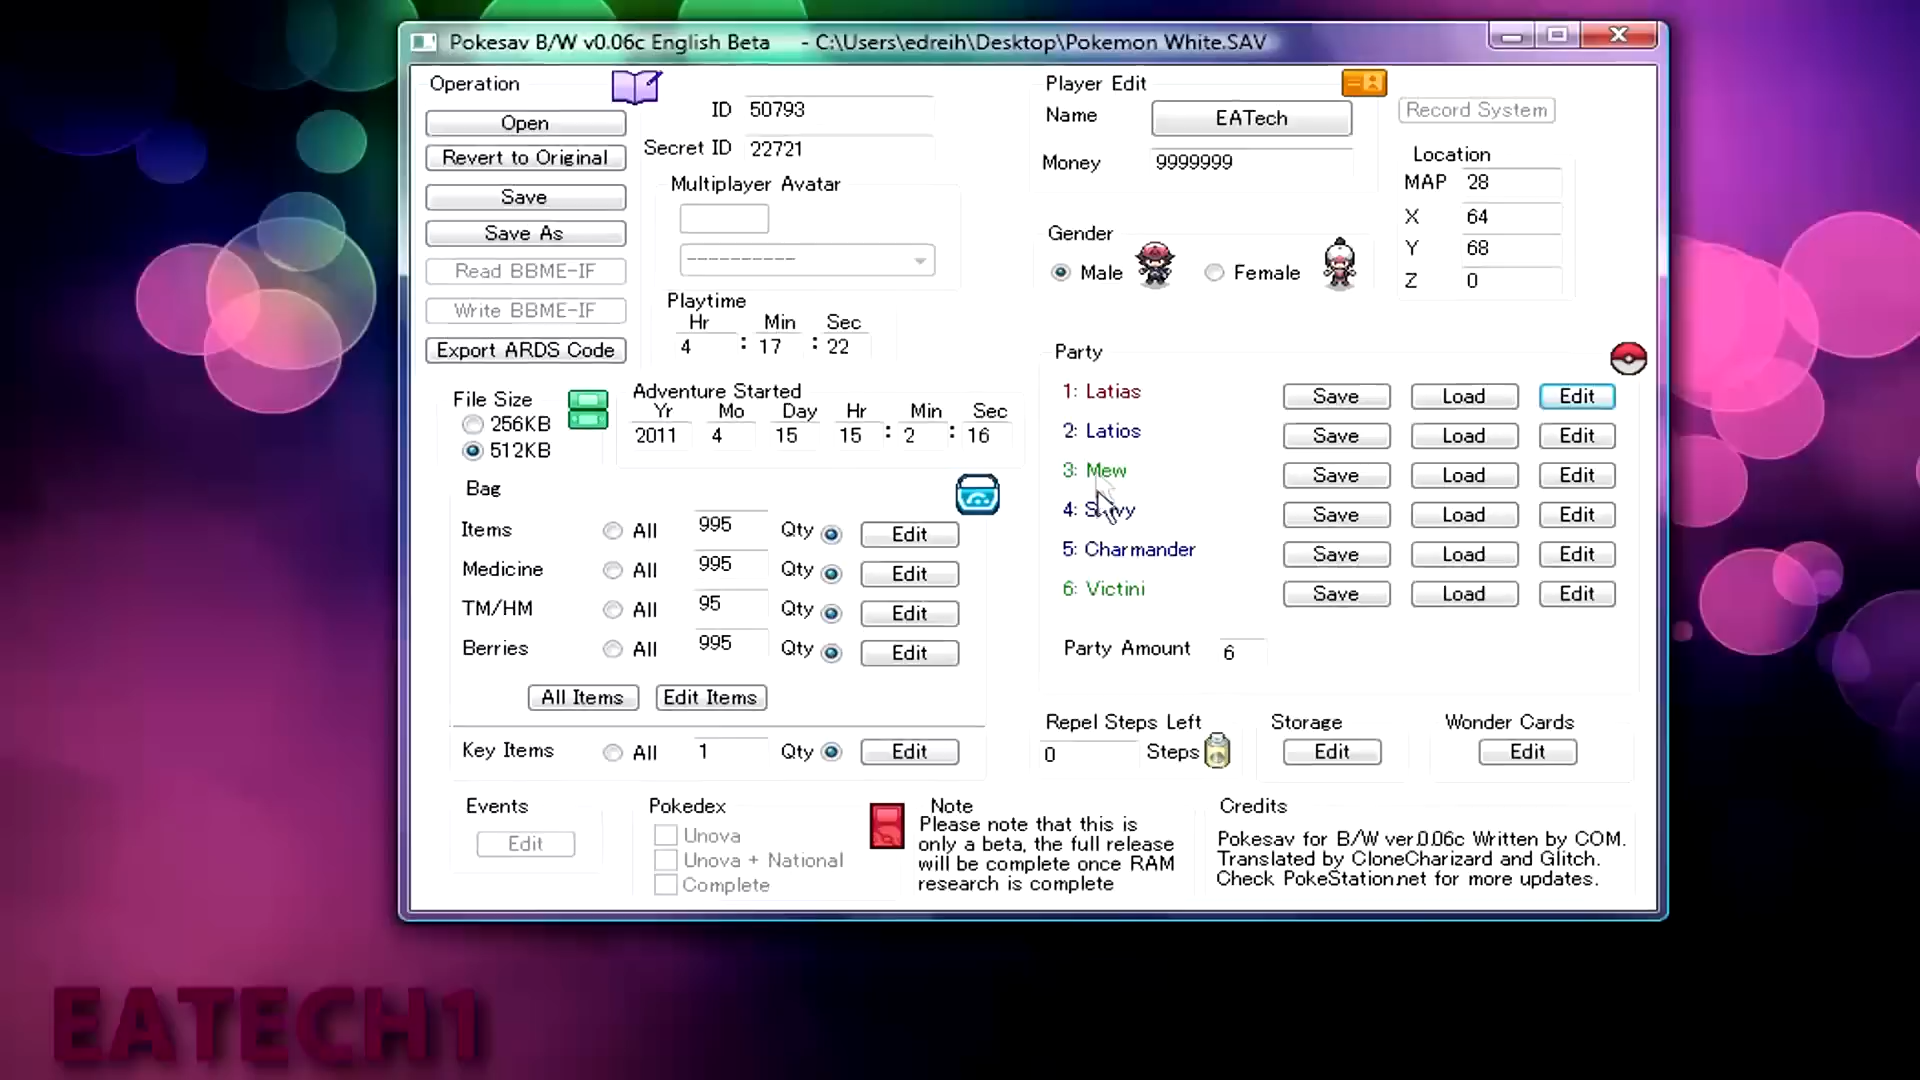 Pokesav B/W v0.06c English Beta - C:\Users\edreih\Desktop\Pokemon White.SAV
Operation
Open
Revert to Original
Save
Save As
Read BBME-IF
Write BBME-IF
Export ARDS Code
ID 50793
Secret ID 22721
Multiplayer Avatar
----------
Playtime
Hr Min Sec
4 : 17 : 22
Player Edit
Name EATech
Money 9999999
Record System
Location
MAP 28
X 64
Y 68
Z 0
Gender
Male Female
File Size
256KB
512KB
Adventure Started
Yr Mo Day Hr Min Sec
2011 4 15 15 : 2 : 16
Party
1: Latias Save Load Edit
2: Latios Save Load Edit
3: Mew Save Load Edit
4: Save Load Edit
5: Charmander Save Load Edit
6: Victini Save Load Edit
Party Amount 6
Bag
Items All 995 Qty Edit
Medicine All 995 Qty Edit
TM/HM All 95 Qty Edit
Berries All 995 Qty Edit
All Items Edit Items
Key Items All 1 Qty Edit
Repel Steps Left
0 Steps
Storage
Edit
Wonder Cards
Edit
Events
Edit
Pokedex
Unova
Unova + National
Complete
Note
Please note that this is
only a beta, the full release
will be complete once RAM
research is complete
Credits
Pokesav for B/W ver.0.06c Written by COM.
Translated by CloneCharizard and Glitch.
Check PokeStation.net for more updates.
EATECH1